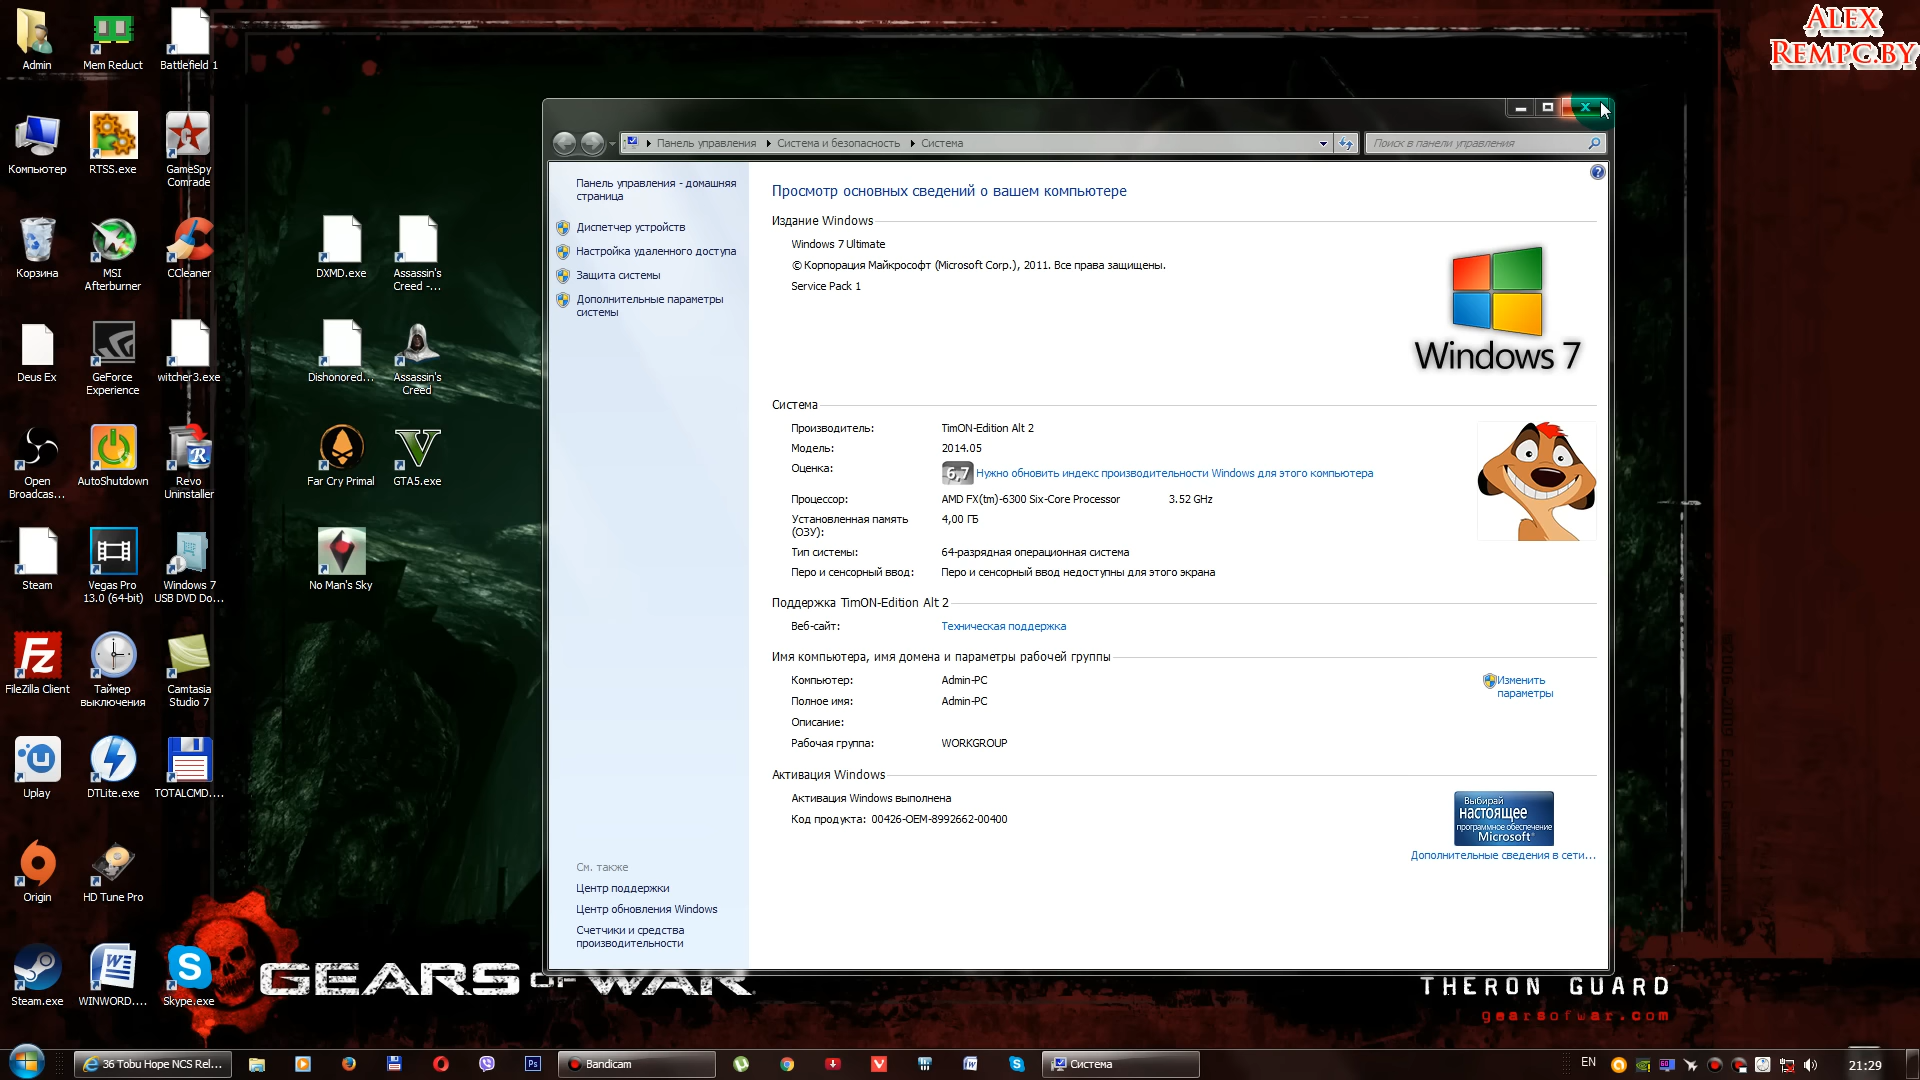 Alex
Rempc.by
Admin
Mem Reduct
Battlefield 1
Компьютер
RTSS.exe
GameSpy
Comrade
Корзина
MSI
Afterburner
CCleaner
DXMD.exe
Assassin's
Creed -...
Deus Ex
GeForce
Experience
witcher3.exe
Dishonored...
Assassin's
Creed
Open
Broadcas...
AutoShutdown
Revo
Uninstaller
Far Cry Primal
GTA5.exe
Steam
Vegas Pro
13.0 (64-bit)
Windows 7
USB DVD Do...
No Man's Sky
FileZilla Client
Таймер
выключения
Camtasia
Studio 7
Uplay
DTLite.exe
TOTALCMD....
Origin
HD Tune Pro
Steam.exe
WINWORD....
Skype.exe
Панель управления
Система и безопасность
Система
Поиск в панели управления
Панель управления - домашняя
страница
Диспетчер устройств
Настройка удаленного доступа
Защита системы
Дополнительные параметры
системы
См. также
Центр поддержки
Центр обновления Windows
Счетчики и средства
производительности
Просмотр основных сведений о вашем компьютере
Издание Windows
Windows 7 Ultimate
© Корпорация Майкрософт (Microsoft Corp.), 2011. Все права защищены.
Service Pack 1
Windows 7
Система
Производитель: TimON-Edition Alt 2
Модель: 2014.05
Оценка: 6,7 Нужно обновить индекс производительности Windows для этого компьютера
Процессор: AMD FX(tm)-6300 Six-Core Processor 3.52 GHz
Установленная память
(ОЗУ): 4,00 ГБ
Тип системы: 64-разрядная операционная система
Перо и сенсорный ввод: Перо и сенсорный ввод недоступны для этого экрана
Поддержка TimON-Edition Alt 2
Веб-сайт: Техническая поддержка
Имя компьютера, имя домена и параметры рабочей группы
Компьютер: Admin-PC
Изменить
параметры
Полное имя: Admin-PC
Описание:
Рабочая группа: WORKGROUP
Активация Windows
Активация Windows выполнена
Код продукта: 00426-OEM-8992662-00400
Выбирай
настоящее
программное обеспечение
Microsoft
Дополнительные сведения в сети...
GEARS OF WAR
THERON GUARD
gearsofwar.com
36 Tobu Hope NCS Rel...
Bandicam
Система
EN
21:29